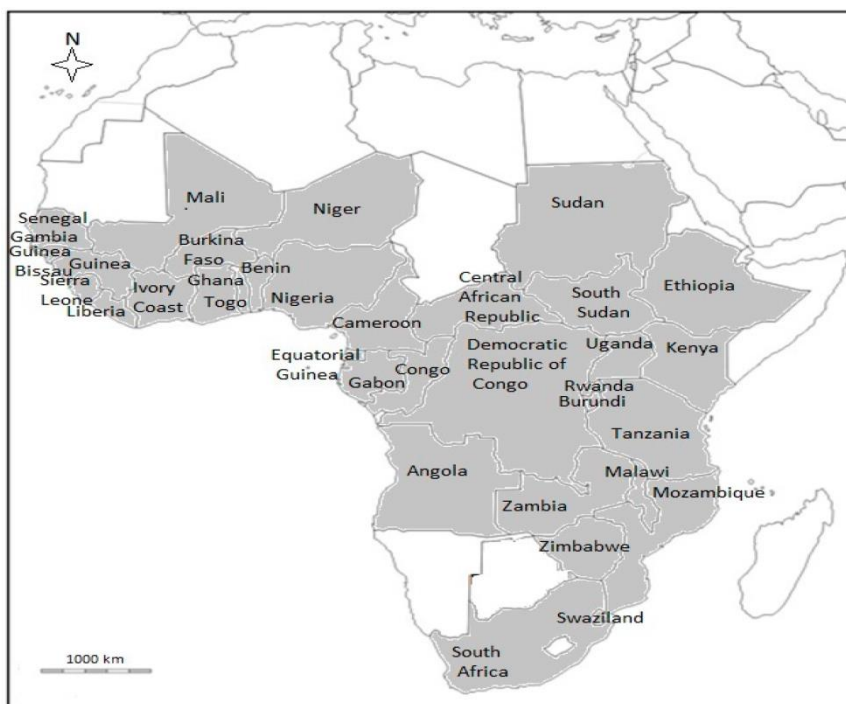 N
Mali
Niger
Sudan
Senegal
Gambia
Guinea
Bissau
Guinea
Sierra
Leone
Liberia
Ivory
Coast
Burkina
Faso
Ghana
Togo
Benin
Nigeria
Cameroon
Central
African
Republic
South
Sudan
Ethiopia
Equatorial
Guinea
Gabon
Congo
Democratic
Republic of
Congo
Uganda
Kenya
Rwanda
Burundi
Tanzania
Angola
Malawi
Zambia
Mozambique
Zimbabwe
Swaziland
South
Africa
1000 km